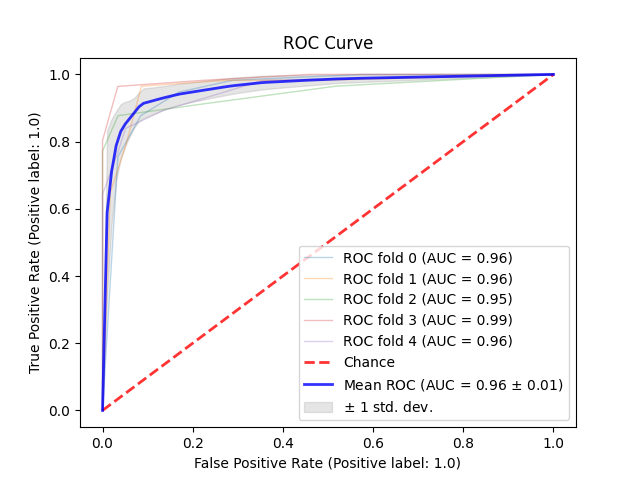 ROC Curve
True Positive Rate (Positive label: 1.0)
1.0
0.8
0.6
0.4
0.2
0.0
ROC fold 0 (AUC = 0.96)
ROC fold 1 (AUC = 0.96)
ROC fold 2 (AUC = 0.95)
ROC fold 3 (AUC = 0.99)
ROC fold 4 (AUC = 0.96)
Chance
Mean ROC (AUC = 0.96 ± 0.01)
± 1 std. dev.
0.0 0.2 0.4 0.6 0.8 1.0
False Positive Rate (Positive label: 1.0)